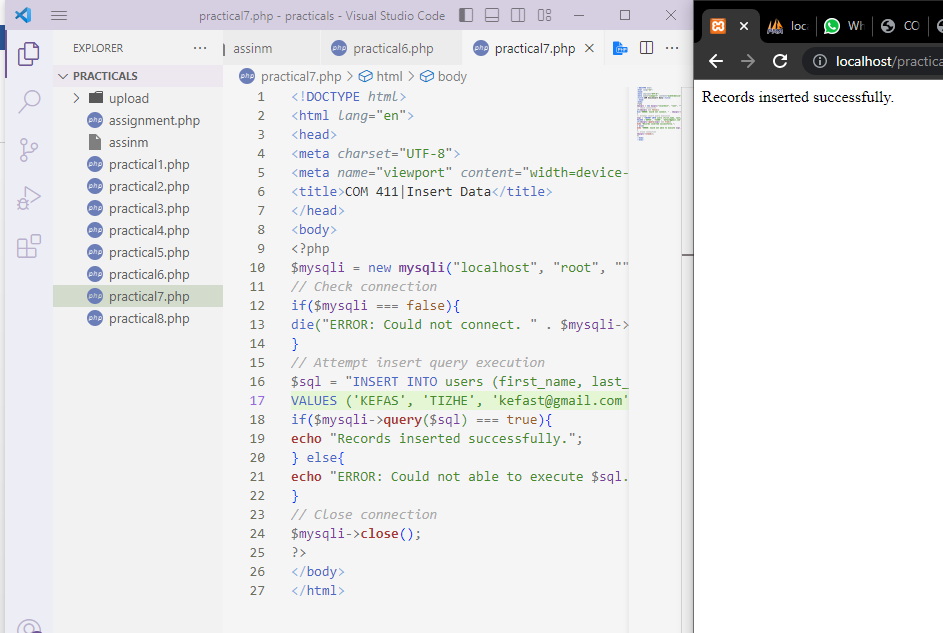 practical7.php - practicals - Visual Studio Code
EXPLORER
PRACTICALS
upload
assignment.php
assinm
practical1.php
practical2.php
practical3.php
practical4.php
practical5.php
practical6.php
practical7.php
practical8.php
assinm
php practical6.php
php practical7.php
php practical7.php > html > body
1 <!DOCTYPE html>
2 <html lang="en">
3 <head>
4 <meta charset="UTF-8">
5 <meta name="viewport" content="width=device-
6 <title>COM 411|Insert Data</title>
7 </head>
8 <body>
9 <?php
10 $mysqli = new mysqli("localhost", "root", ""
11 // Check connection
12 if($mysqli === false){
13 die("ERROR: Could not connect. " . $mysqli->
14 }
15 // Attempt insert query execution
16 $sql = "INSERT INTO users (first_name, last_
17 VALUES ('KEFAS', 'TIZHE', 'kefast@gmail.com'
18 if($mysqli->query($sql) === true){
19 echo "Records inserted successfully.";
20 } else{
21 echo "ERROR: Could not able to execute $sql.
22 }
23 // Close connection
24 $mysqli->close();
25 ?>
26 </body>
27 </html>
loc
Wh
CO
localhost/practica
Records inserted successfully.